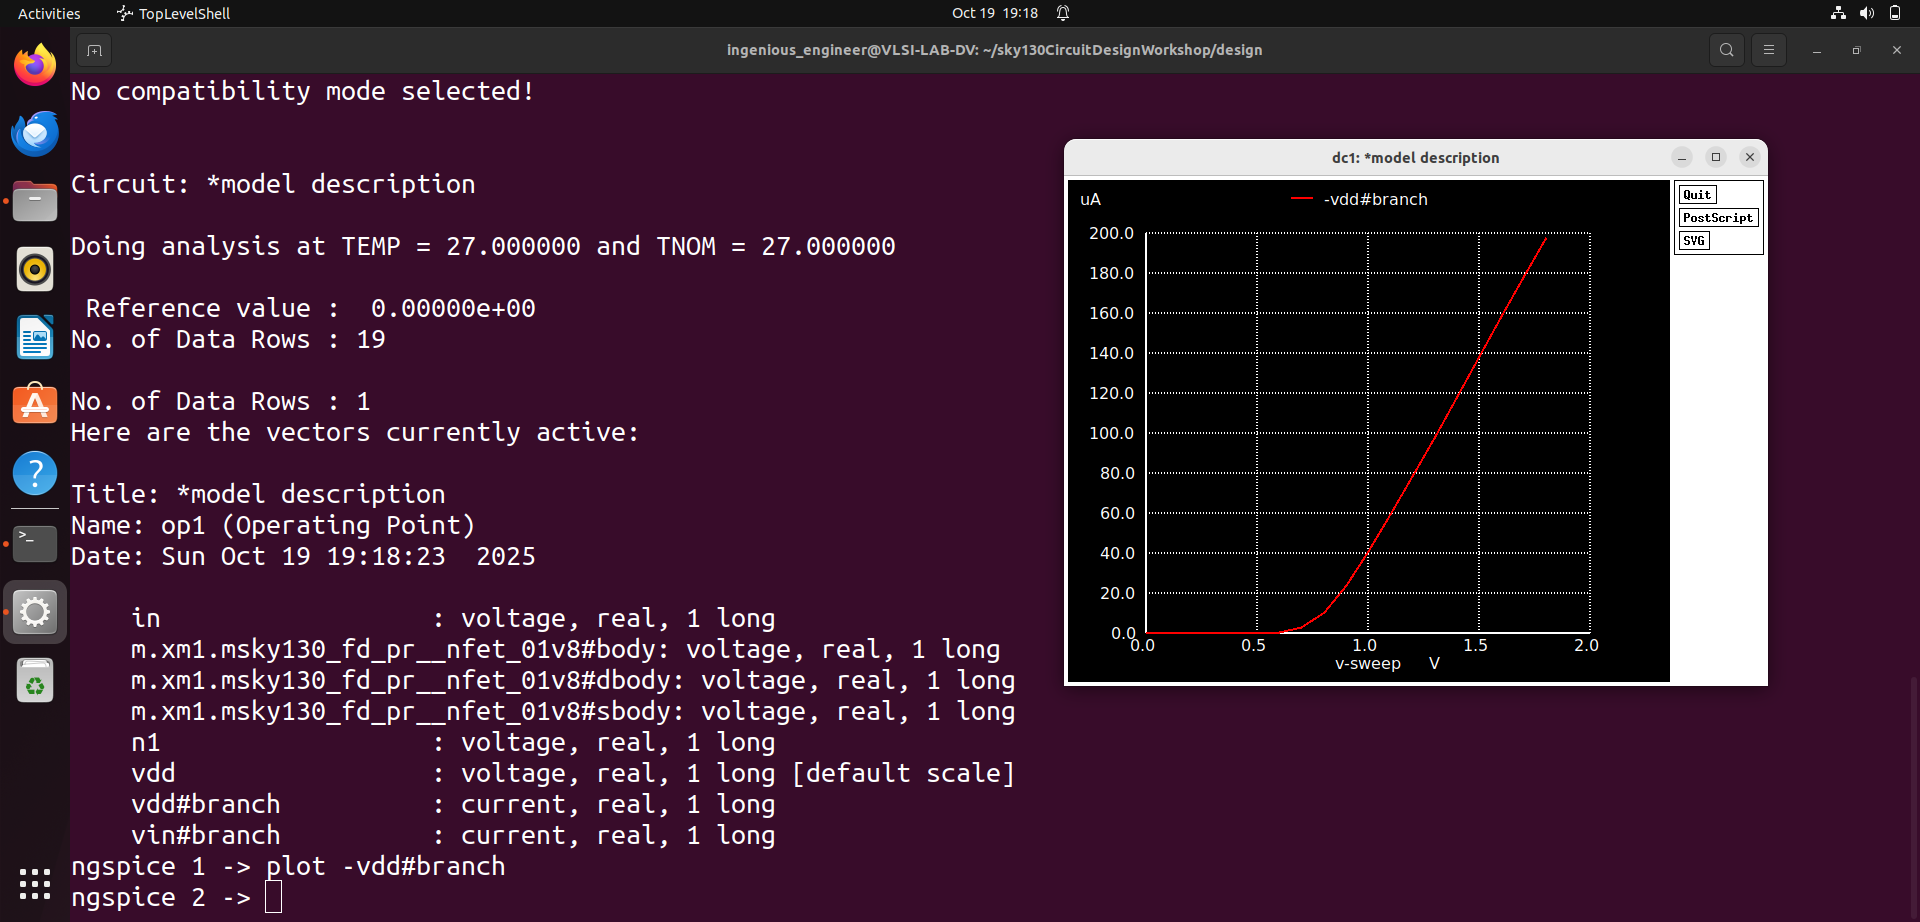 Activities
TopLevelShell
Oct 19 19:18
ingenious_engineer@VLSI-LAB-DV: ~/sky130CircuitDesignWorkshop/design
No compatibility mode selected!
Circuit: *model description
Doing analysis at TEMP = 27.000000 and TNOM = 27.000000
Reference value : 0.00000e+00
No. of Data Rows : 19
No. of Data Rows : 1
Here are the vectors currently active:
Title: *model description
Name: op1 (Operating Point)
Date: Sun Oct 19 19:18:23 2025
in : voltage, real, 1 long
m.xm1.msky130_fd_pr__nfet_01v8#body: voltage, real, 1 long
m.xm1.msky130_fd_pr__nfet_01v8#dbody: voltage, real, 1 long
m.xm1.msky130_fd_pr__nfet_01v8#sbody: voltage, real, 1 long
n1 : voltage, real, 1 long
vdd : voltage, real, 1 long [default scale]
vdd#branch : current, real, 1 long
vin#branch : current, real, 1 long
ngspice 1 -> plot -vdd#branch
ngspice 2 ->
dc1: *model description
uA
-vdd#branch
Quit
PostScript
SVG
200.0
180.0
160.0
140.0
120.0
100.0
80.0
60.0
40.0
20.0
0.0
0.0 0.5 1.0 1.5 2.0
v-sweep V